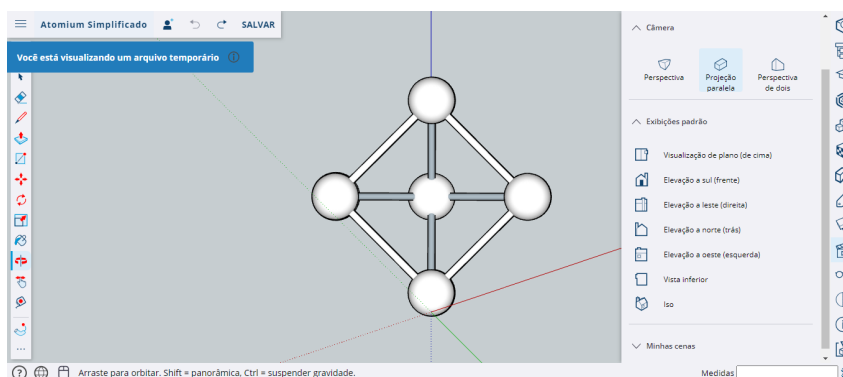 Atomium Simplificado
SALVAR
Você está visualizando um arquivo temporário
Câmera
Perspectiva
Projeção
paralela
Perspectiva
de dois
Exibições padrão
Visualização de plano (de cima)
Elevação a sul (frente)
Elevação a leste (direita)
Elevação a norte (trás)
Elevação a oeste (esquerda)
Vista inferior
Iso
Minhas cenas
Arraste para orbitar. Shift = panorâmica, Ctrl = suspender gravidade.
Medidas